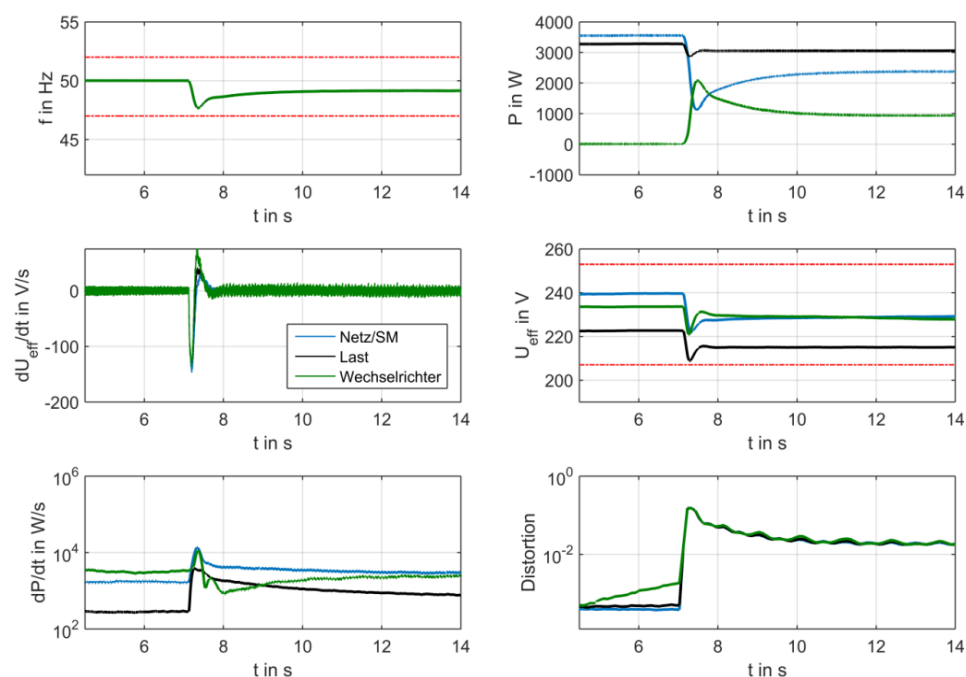 55
50
45
f in Hz
6 8 10 12 14
t in s
4000
3000
2000
1000
0
-1000
P in W
6 8 10 12 14
t in s
0
-100
-200
dU_eff/dt in V/s
Netz/SM
Last
Wechselrichter
6 8 10 12 14
t in s
260
240
220
200
U_eff in V
6 8 10 12 14
t in s
10^6
10^4
10^2
dP/dt in W/s
6 8 10 12 14
t in s
10^0
10^-2
Distortion
6 8 10 12 14
t in s